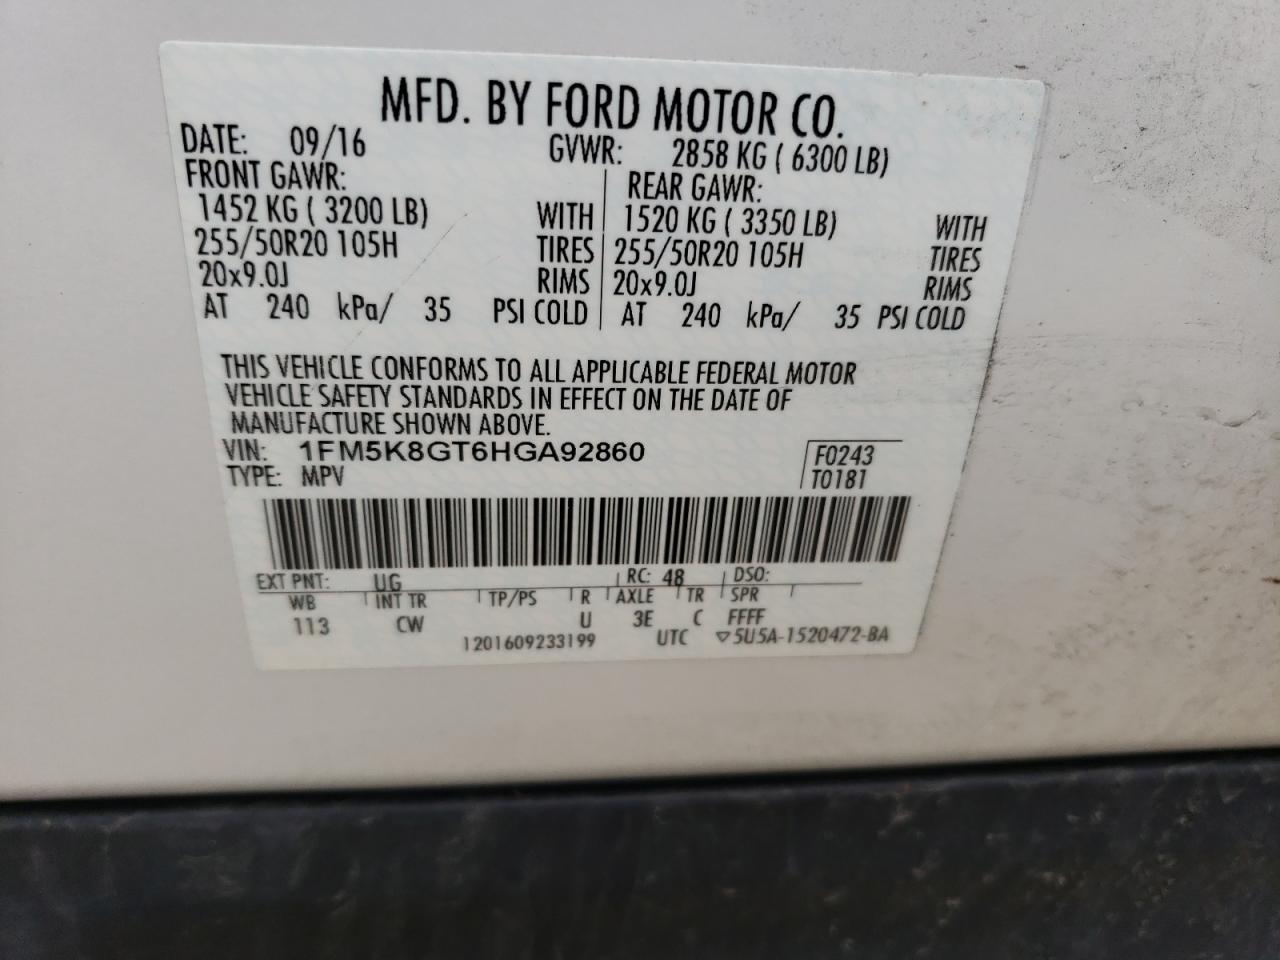 MFD. BY FORD MOTOR CO.
DATE: 09/16 GVWR: 2858 KG ( 6300 LB)
FRONT GAWR: REAR GAWR:
1452 KG ( 3200 LB) WITH 1520 KG ( 3350 LB) WITH
255/50R20 105H TIRES 255/50R20 105H TIRES
20x9.0J RIMS 20x9.0J RIMS
AT 240 kPa/ 35 PSI COLD AT 240 kPa/ 35 PSI COLD
THIS VEHICLE CONFORMS TO ALL APPLICABLE FEDERAL MOTOR
VEHICLE SAFETY STANDARDS IN EFFECT ON THE DATE OF
MANUFACTURE SHOWN ABOVE.
VIN: 1FM5K8GT6HGA92860 F0243
TYPE: MPV T0181
EXT PNT: UG RC: 48 DSO:
WB INT TR TP/PS R AXLE TR SPR
113 CW U 3E C FFFF
1201609233199 UTC ▽5U5A-1520472-BA